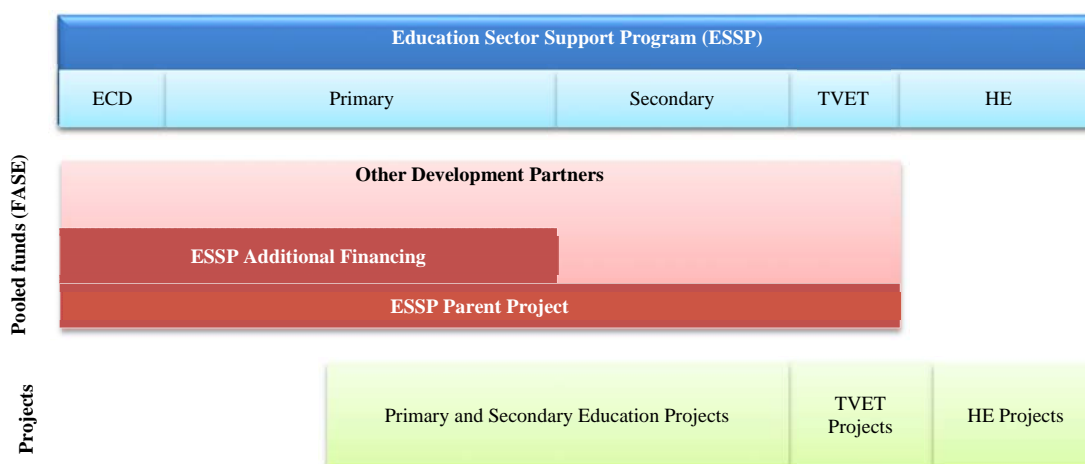 Education Sector Support Program (ESSP)
ECD
Primary
Secondary
TVET
HE
Pooled funds (FASE)
Other Development Partners
ESSP Additional Financing
ESSP Parent Project
Projects
Primary and Secondary Education Projects
TVET
Projects
HE Projects